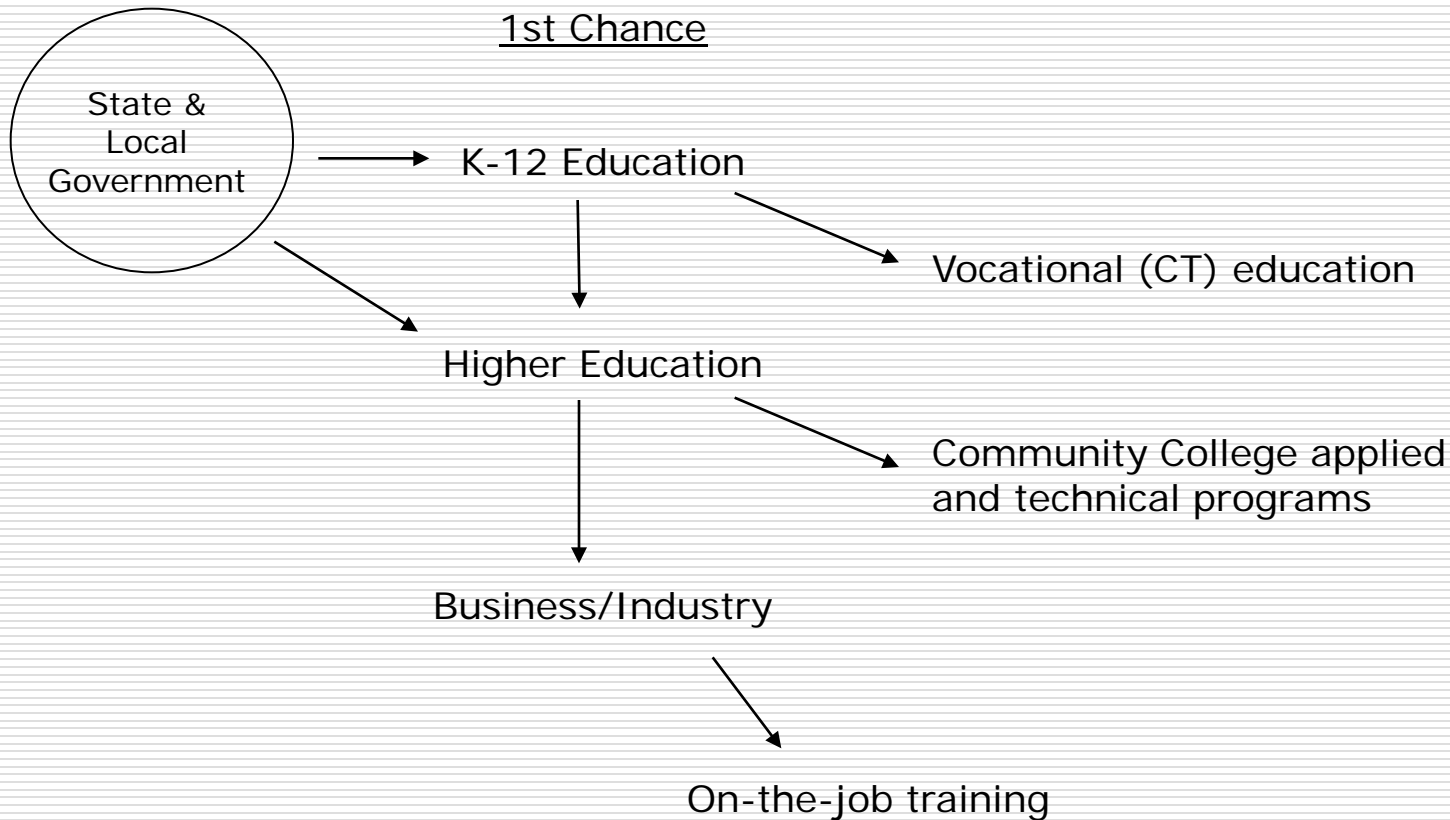 1st Chance
State &
Local
Government
K-12 Education
Vocational (CT) education
Higher Education
Community College applied
and technical programs
Business/Industry
On-the-job training